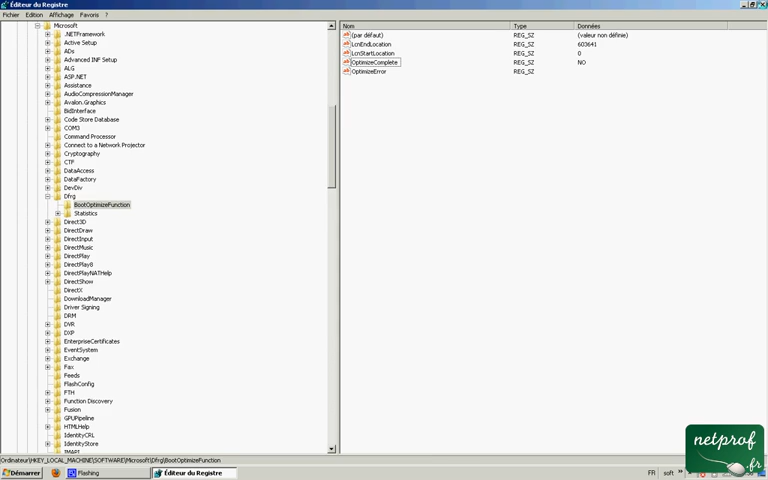 Éditeur du Registre
Fichier Edition Affichage Favoris ?
Microsoft
.NETFramework
Active Setup
ADs
Advanced INF Setup
ALG
ASP.NET
Assistance
AudioCompressionManager
Avalon.Graphics
BidInterface
Code Store Database
COM3
Command Processor
Connect to a Network Projector
Cryptography
CTF
DataAccess
DataFactory
DevDiv
Dfrg
BootOptimizeFunction
Statistics
Direct3D
DirectDraw
DirectInput
DirectMusic
DirectPlay
DirectPlay8
DirectPlayNATHelp
DirectShow
DirectX
DownloadManager
Driver Signing
DRM
DVR
DXP
EnterpriseCertificates
EventSystem
Exchange
Fax
Feeds
FlashConfig
FTH
Function Discovery
Fusion
GPUPipeline
HTMLHelp
IdentityCRL
IdentityStore
IMAPI
Nom Type Données
(par défaut) REG_SZ (valeur non définie)
LcnEndLocation REG_SZ 603641
LcnStartLocation REG_SZ 0
OptimizeComplete REG_SZ NO
OptimizeError REG_SZ
Ordinateur\HKEY_LOCAL_MACHINE\SOFTWARE\Microsoft\Dfrg\BootOptimizeFunction
Démarrer Flashing Éditeur du Registre FR soft »
netprof
.fr